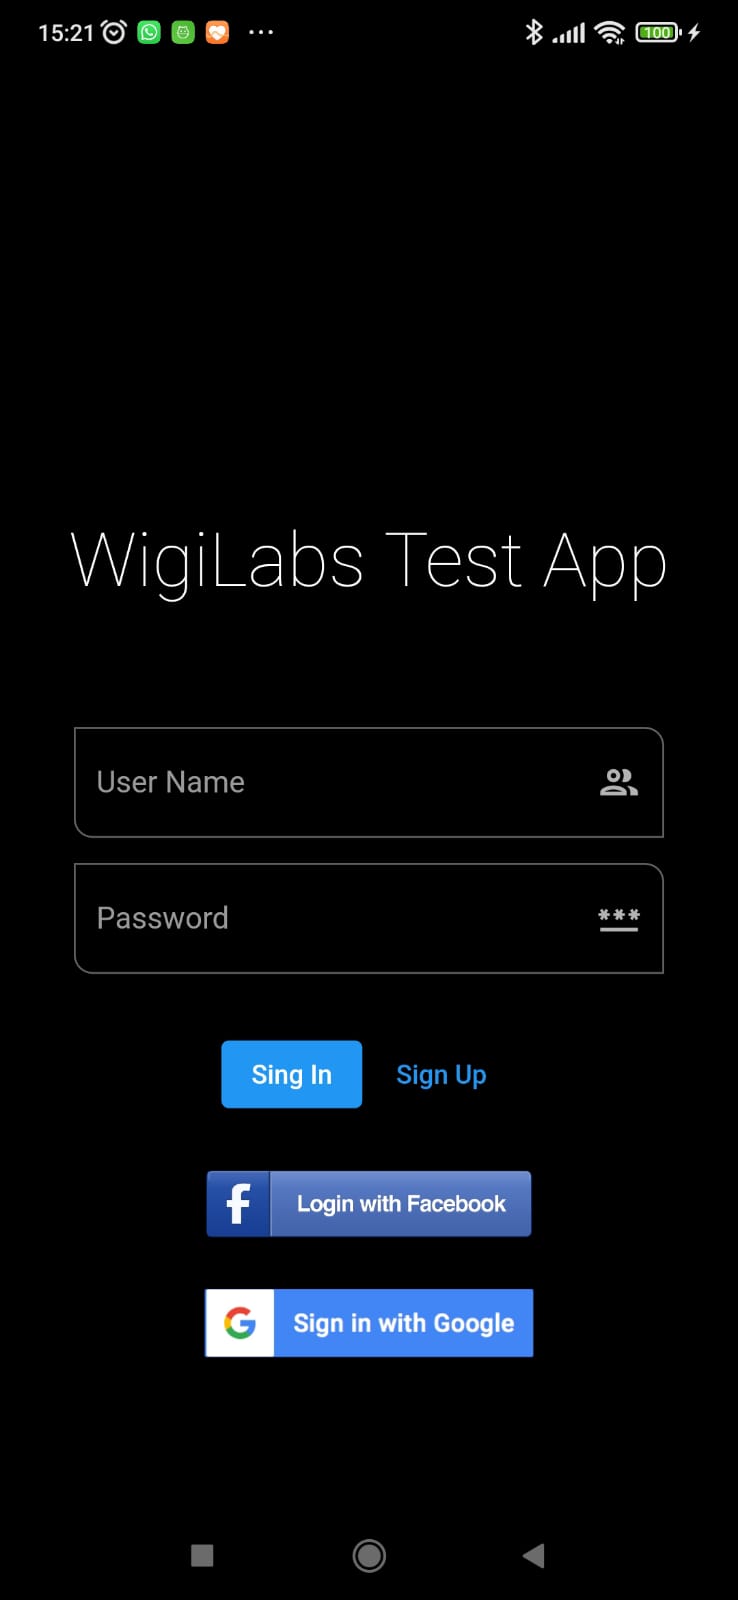 15:21 100
WigiLabs Test App
User Name
Password
***
Sing In Sign Up
f Login with Facebook
G Sign in with Google